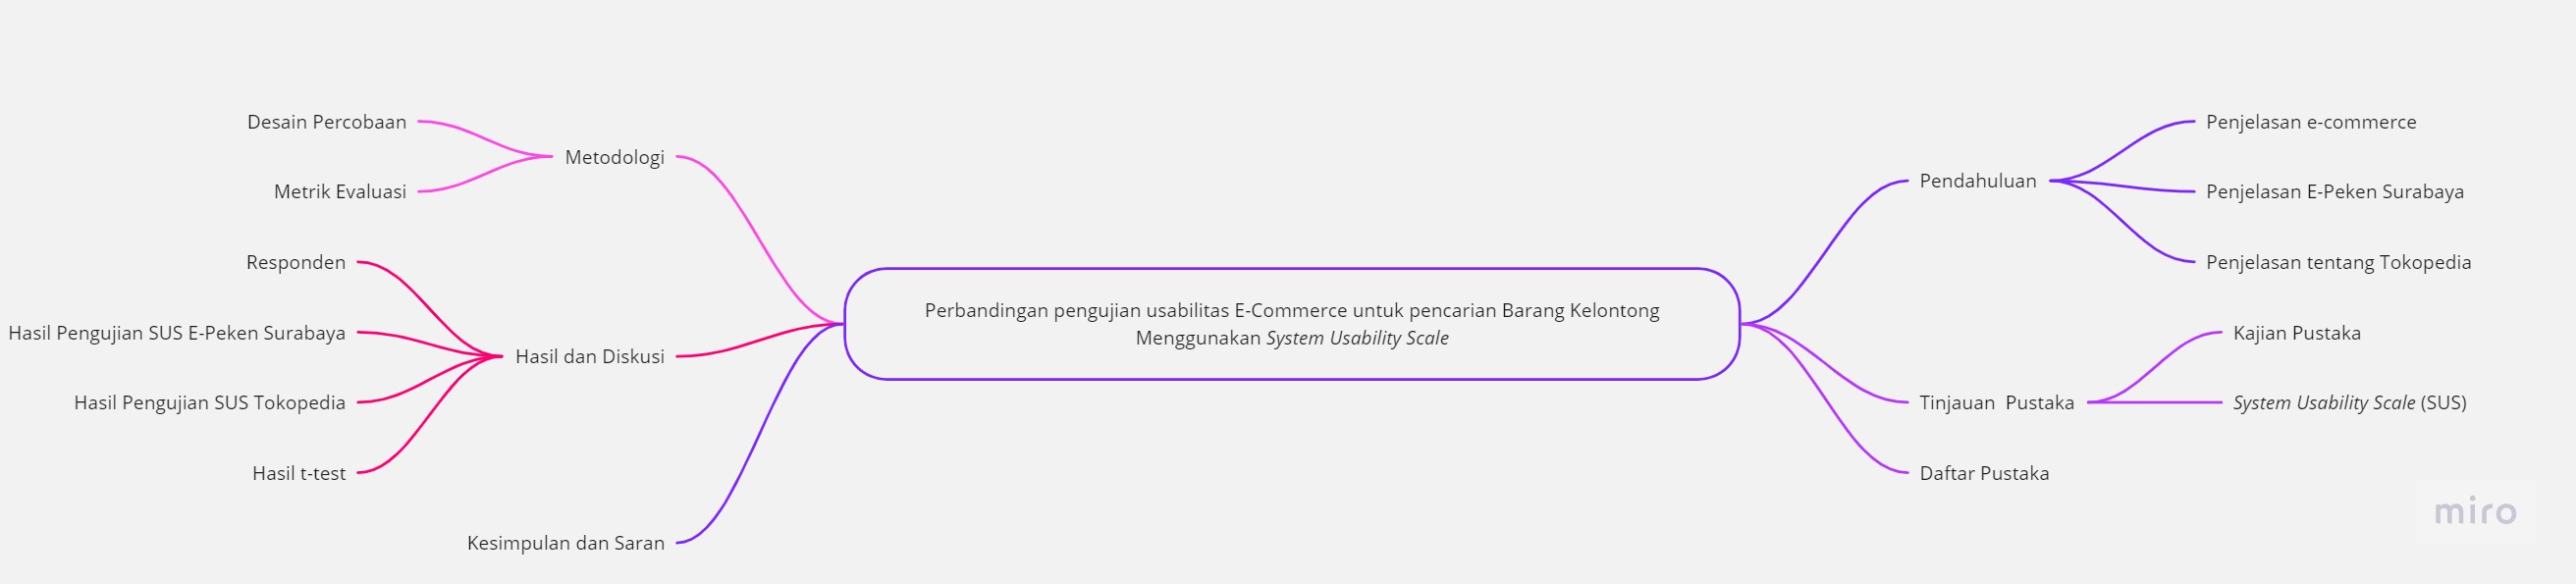 Perbandingan pengujian usabilitas E-Commerce untuk pencarian Barang Kelontong
Menggunakan System Usability Scale
Pendahuluan
Penjelasan e-commerce
Penjelasan E-Peken Surabaya
Penjelasan tentang Tokopedia
Tinjauan Pustaka
Kajian Pustaka
System Usability Scale (SUS)
Daftar Pustaka
Metodologi
Desain Percobaan
Metrik Evaluasi
Hasil dan Diskusi
Responden
Hasil Pengujian SUS E-Peken Surabaya
Hasil Pengujian SUS Tokopedia
Hasil t-test
Kesimpulan dan Saran
miro